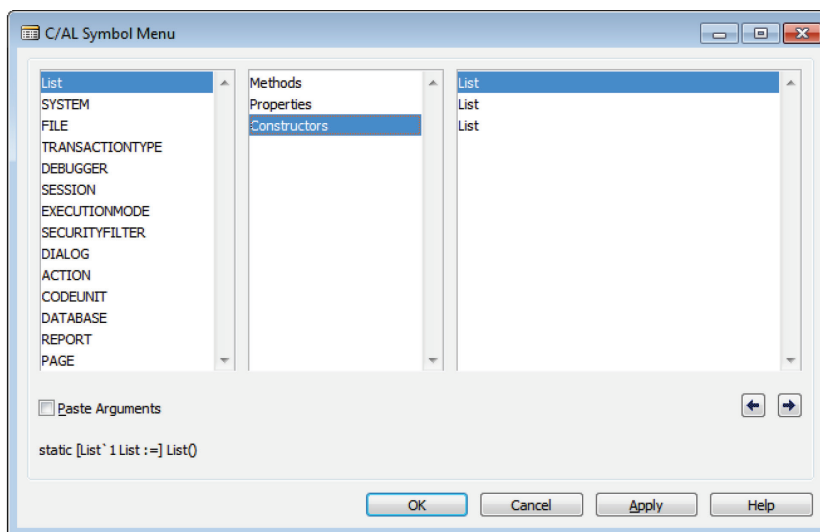 C/AL Symbol Menu
List
SYSTEM
FILE
TRANSACTIONTYPE
DEBUGGER
SESSION
EXECUTIONMODE
SECURITYFILTER
DIALOG
ACTION
CODEUNIT
DATABASE
REPORT
PAGE
Methods
Properties
Constructors
List
List
List
Paste Arguments
static [List`1 List :=] List()
OK
Cancel
Apply
Help